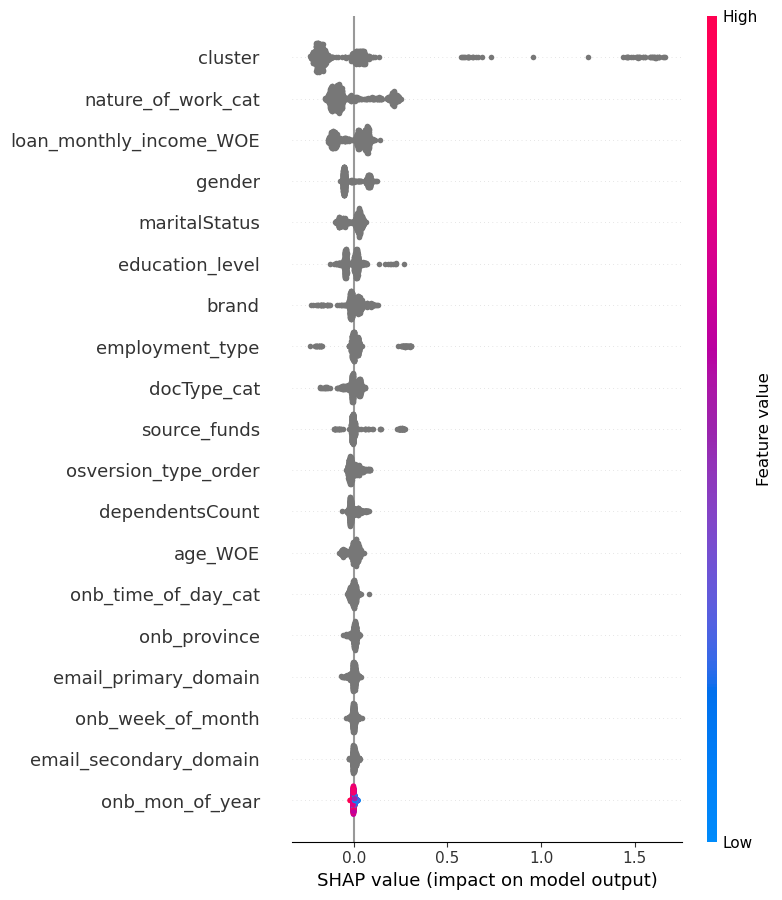 High
cluster
nature_of_work_cat
loan_monthly_income_WOE
gender
maritalStatus
education_level
brand
employment_type
docType_cat
source_funds
osversion_type_order
dependentsCount
age_WOE
onb_time_of_day_cat
onb_province
email_primary_domain
onb_week_of_month
email_secondary_domain
onb_mon_of_year
Feature value
Low
0.0 0.5 1.0 1.5
SHAP value (impact on model output)